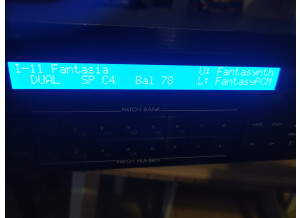 I-11 Fantasia U: Fantasynth
DUAL SP C4 Bal 78 L: FantasyPCM
PATCH BANK
PATCH NUMBER